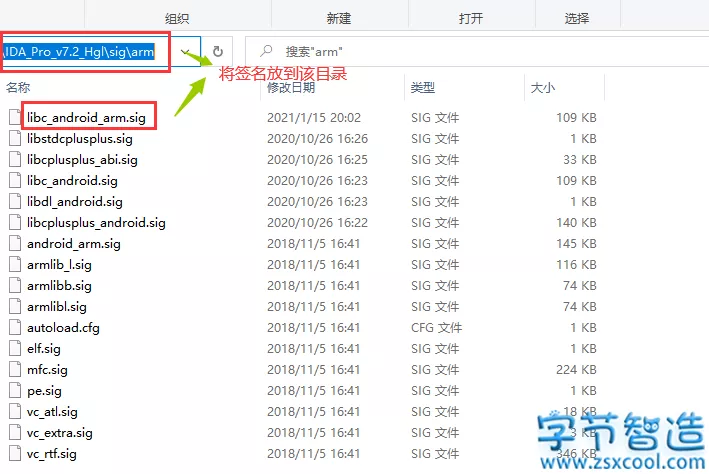 组织 新建 打开 选择
\IDA_Pro_v7.2_Hgl\sig\arm 搜索"arm"
将签名放到该目录
名称 修改日期 类型 大小
libc_android_arm.sig 2021/1/15 20:02 SIG 文件 109 KB
libstdcplusplus.sig 2020/10/26 16:26 SIG 文件 1 KB
libcplusplus_abi.sig 2020/10/26 16:25 SIG 文件 33 KB
libc_android.sig 2020/10/26 16:23 SIG 文件 109 KB
libdl_android.sig 2020/10/26 16:23 SIG 文件 1 KB
libcplusplus_android.sig 2020/10/26 16:22 SIG 文件 140 KB
android_arm.sig 2018/11/5 16:41 SIG 文件 145 KB
armlib_l.sig 2018/11/5 16:41 SIG 文件 116 KB
armlibb.sig 2018/11/5 16:41 SIG 文件 74 KB
armlibl.sig 2018/11/5 16:41 SIG 文件 74 KB
autoload.cfg 2018/11/5 16:41 CFG 文件 1 KB
elf.sig 2018/11/5 16:41 SIG 文件 1 KB
mfc.sig 2018/11/5 16:41 SIG 文件 224 KB
pe.sig 2018/11/5 16:41 SIG 文件 1 KB
vc_atl.sig 2018/11/5 16:41 SIG 文件 18 KB
vc_extra.sig 2018/11/5 16:41 SIG 文件 3 KB
vc_rtf.sig 2018/11/5 16:41 SIG 文件 346 KB
字节智造
www.zsxcool.com